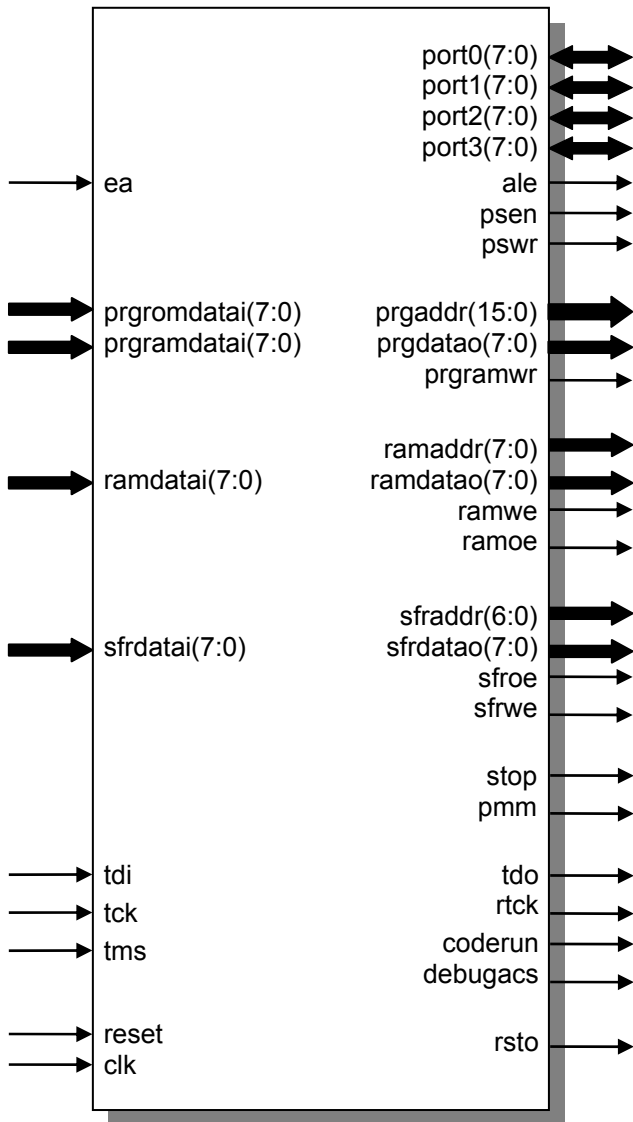 port0(7:0)
port1(7:0)
port2(7:0)
port3(7:0)
ea
ale
psen
pswr
prgromdatai(7:0)
prgaddr(15:0)
prgramdatai(7:0)
prgdatao(7:0)
prgramwr
ramaddr(7:0)
ramdatai(7:0)
ramdatao(7:0)
ramwe
ramoe
sfraddr(6:0)
sfrdatai(7:0)
sfrdatao(7:0)
sfroe
sfrwe
stop
pmm
tdi
tdo
tck
rtck
tms
coderun
debugacs
reset
rsto
clk